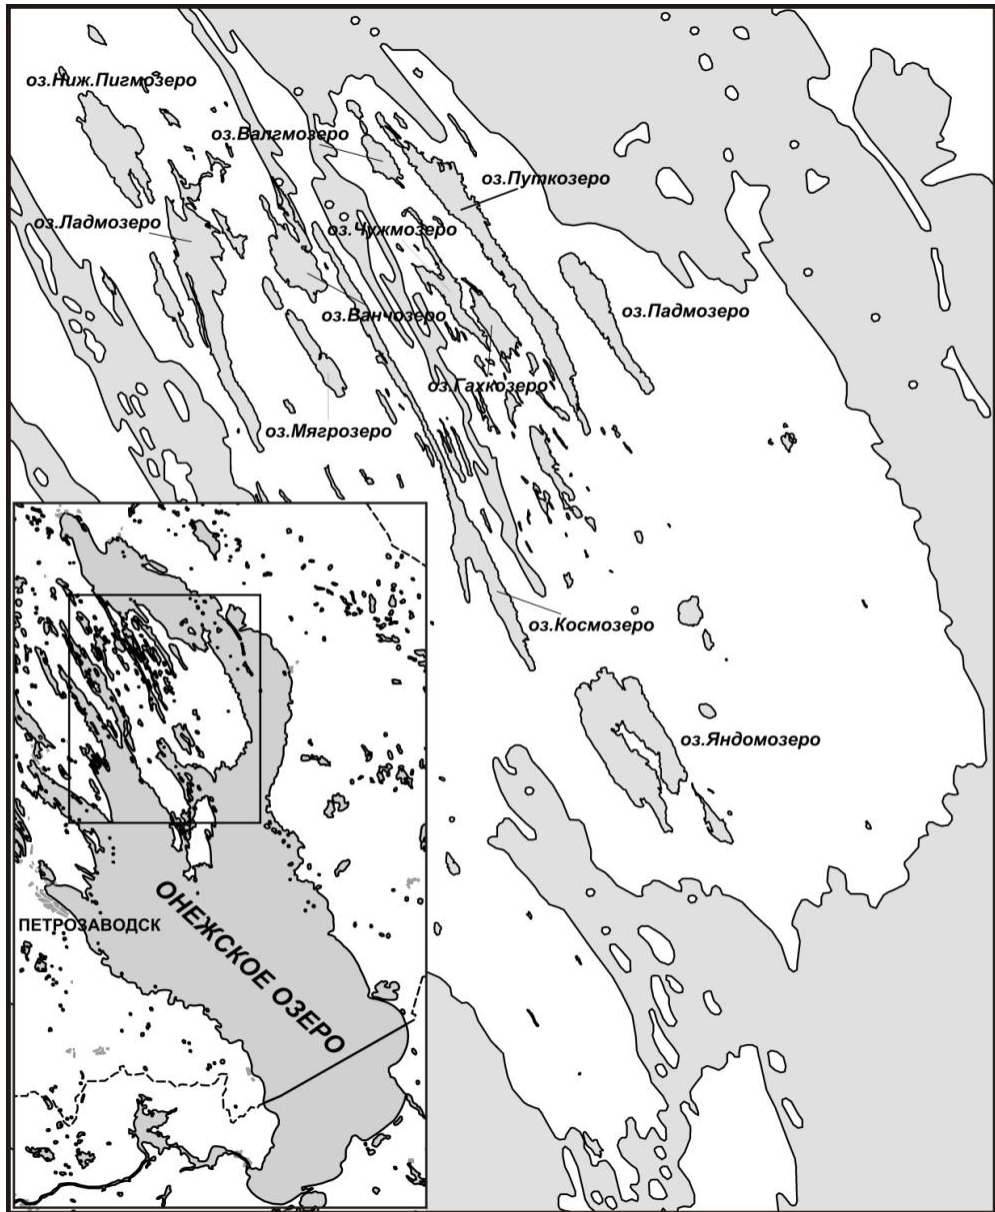 оз.Ниж.Пигмозеро
оз.Валгмозеро
оз.Путкозеро
оз.Ладмозеро
оз.Чужмозеро
оз.Ванчозеро
оз.Падмозеро
оз.Гахкозеро
оз.Мягрозеро
оз.Космозеро
оз.Яндомозеро
ПЕТРОЗАВОДСК
ОНЕЖСКОЕ ОЗЕРО